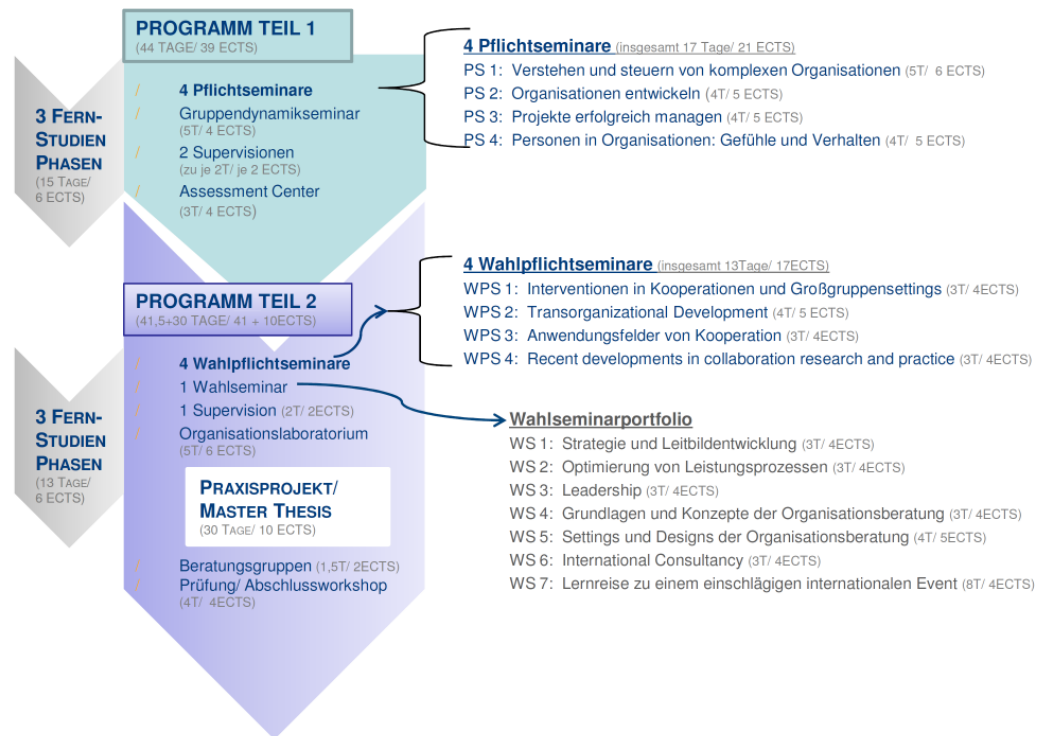 PROGRAMM TEIL 1
(44 TAGE/ 39 ECTS)
3 FERN-
STUDIEN
PHASEN
(15 TAGE/
6 ECTS)
/ 4 Pflichtseminare
/ Gruppendynamikseminar
(5T/ 4 ECTS)
/ 2 Supervisionen
(zu je 2T/ je 2 ECTS)
/ Assessment Center
(3T/ 4 ECTS)
4 Pflichtseminare (insgesamt 17 Tage/ 21 ECTS)
PS 1: Verstehen und steuern von komplexen Organisationen (5T/ 6 ECTS)
PS 2: Organisationen entwickeln (4T/ 5 ECTS)
PS 3: Projekte erfolgreich managen (4T/ 5 ECTS)
PS 4: Personen in Organisationen: Gefühle und Verhalten (4T/ 5 ECTS)
PROGRAMM TEIL 2
(41,5+30 TAGE/ 41 + 10ECTS)
3 FERN-
STUDIEN
PHASEN
(13 TAGE/
6 ECTS)
/ 4 Wahlpflichtseminare
/ 1 Wahlseminar
/ 1 Supervision (2T/ 2ECTS)
/ Organisationslaboratorium
(5T/ 6 ECTS)
PRAXISPROJEKT/
MASTER THESIS
(30 TAGE/ 10 ECTS)
/ Beratungsgruppen (1,5T/ 2ECTS)
/ Prüfung/ Abschlussworkshop
(4T/ 4ECTS)
4 Wahlpflichtseminare (insgesamt 13Tage/ 17ECTS)
WPS 1: Interventionen in Kooperationen und Großgruppensettings (3T/ 4ECTS)
WPS 2: Transorganizational Development (4T/ 5 ECTS)
WPS 3: Anwendungsfelder von Kooperation (3T/ 4ECTS)
WPS 4: Recent developments in collaboration research and practice (3T/ 4ECTS)
Wahlseminarportfolio
WS 1: Strategie und Leitbildentwicklung (3T/ 4ECTS)
WS 2: Optimierung von Leistungsprozessen (3T/ 4ECTS)
WS 3: Leadership (3T/ 4ECTS)
WS 4: Grundlagen und Konzepte der Organisationsberatung (3T/ 4ECTS)
WS 5: Settings und Designs der Organisationsberatung (4T/ 5ECTS)
WS 6: International Consultancy (3T/ 4ECTS)
WS 7: Lernreise zu einem einschlägigen internationalen Event (8T/ 4ECTS)